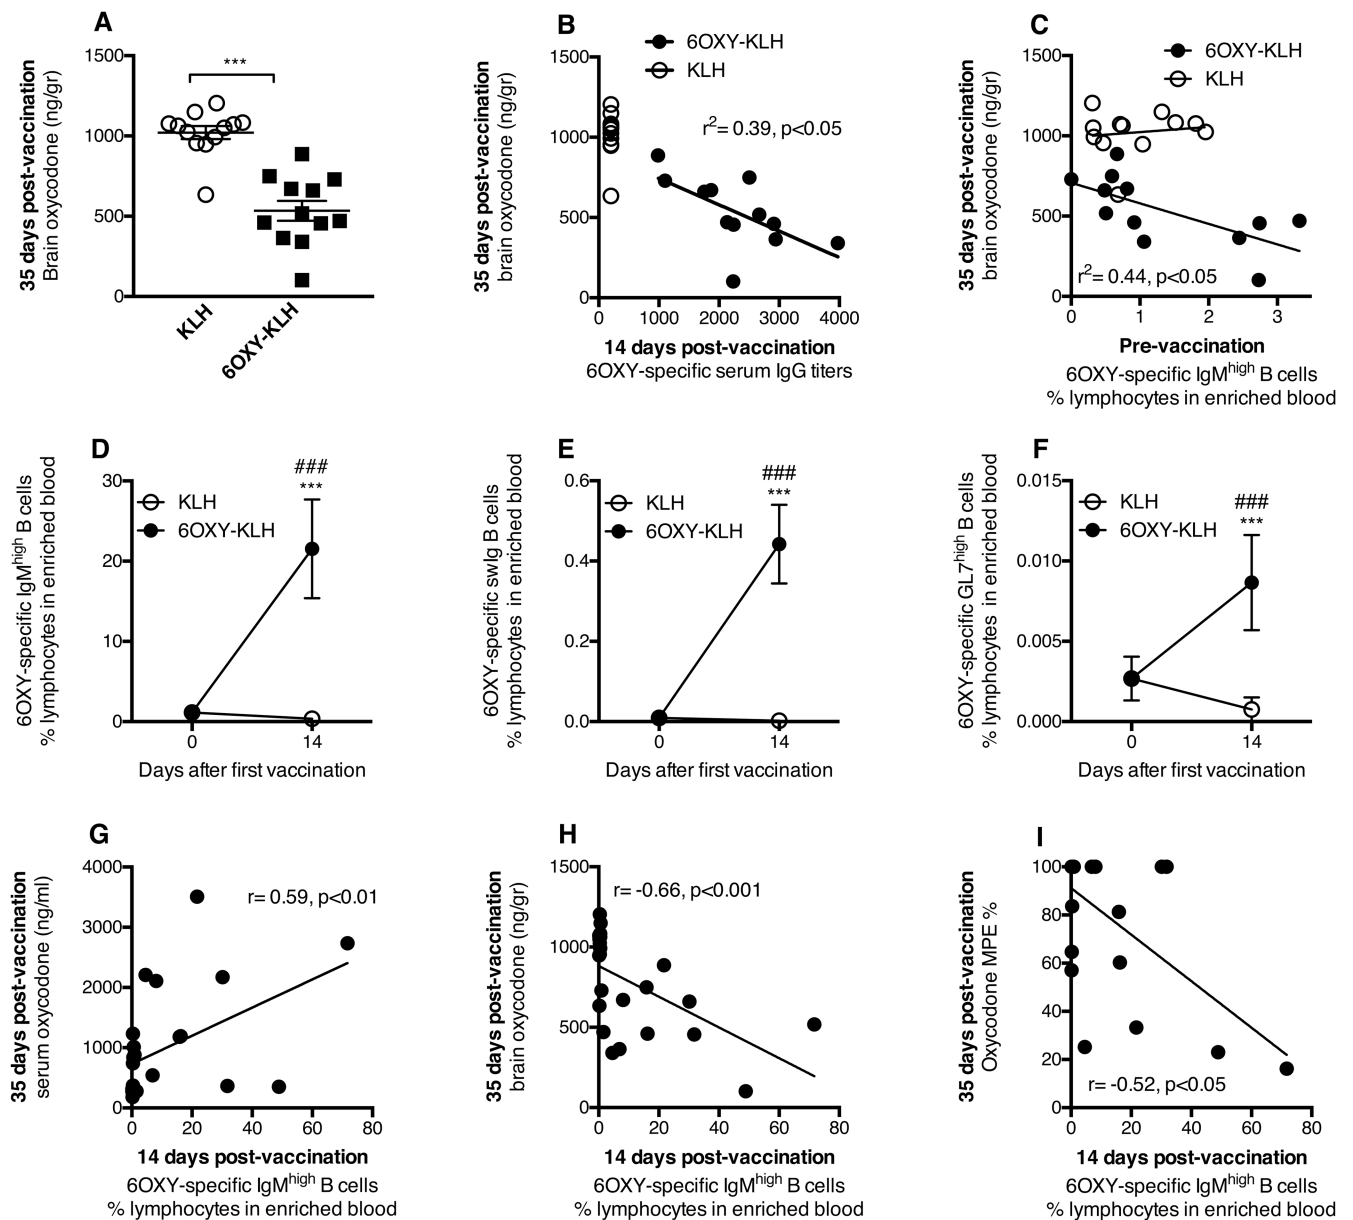 A
35 days post-vaccination
Brain oxycodone (ng/gr)
1500
1000
500
0
***
KLH
6OXY-KLH
B
35 days post-vaccination
brain oxycodone (ng/gr)
6OXY-KLH
KLH
r2= 0.39, p<0.05
1500
1000
500
0
0 1000 2000 3000 4000
14 days post-vaccination
6OXY-specific serum IgG titers
C
35 days post-vaccination
brain oxycodone (ng/gr)
6OXY-KLH
KLH
1500
1000
500
0
r2= 0.44, p<0.05
0 1 2 3
Pre-vaccination
6OXY-specific IgMhigh B cells
% lymphocytes in enriched blood
D
6OXY-specific IgMhigh B cells
% lymphocytes in enriched blood
30
20
10
0
KLH
6OXY-KLH
###
***
0 14
Days after first vaccination
E
6OXY-specific swIg B cells
% lymphocytes in enriched blood
0.6
0.4
0.2
0.0
KLH
6OXY-KLH
###
***
0 14
Days after first vaccination
F
6OXY-specific GL7high B cells
% lymphocytes in enriched blood
0.015
0.010
0.005
0.000
KLH
6OXY-KLH
###
***
0 14
Days after first vaccination
G
35 days post-vaccination
serum oxycodone (ng/ml)
4000
3000
2000
1000
0
r= 0.59, p<0.01
0 20 40 60 80
14 days post-vaccination
6OXY-specific IgMhigh B cells
% lymphocytes in enriched blood
H
35 days post-vaccination
brain oxycodone (ng/gr)
1500
1000
500
0
r= -0.66, p<0.001
0 20 40 60 80
14 days post-vaccination
6OXY-specific IgMhigh B cells
% lymphocytes in enriched blood
I
35 days post-vaccination
Oxycodone MPE %
100
80
60
40
20
0
r= -0.52, p<0.05
0 20 40 60 80
14 days post-vaccination
6OXY-specific IgMhigh B cells
% lymphocytes in enriched blood